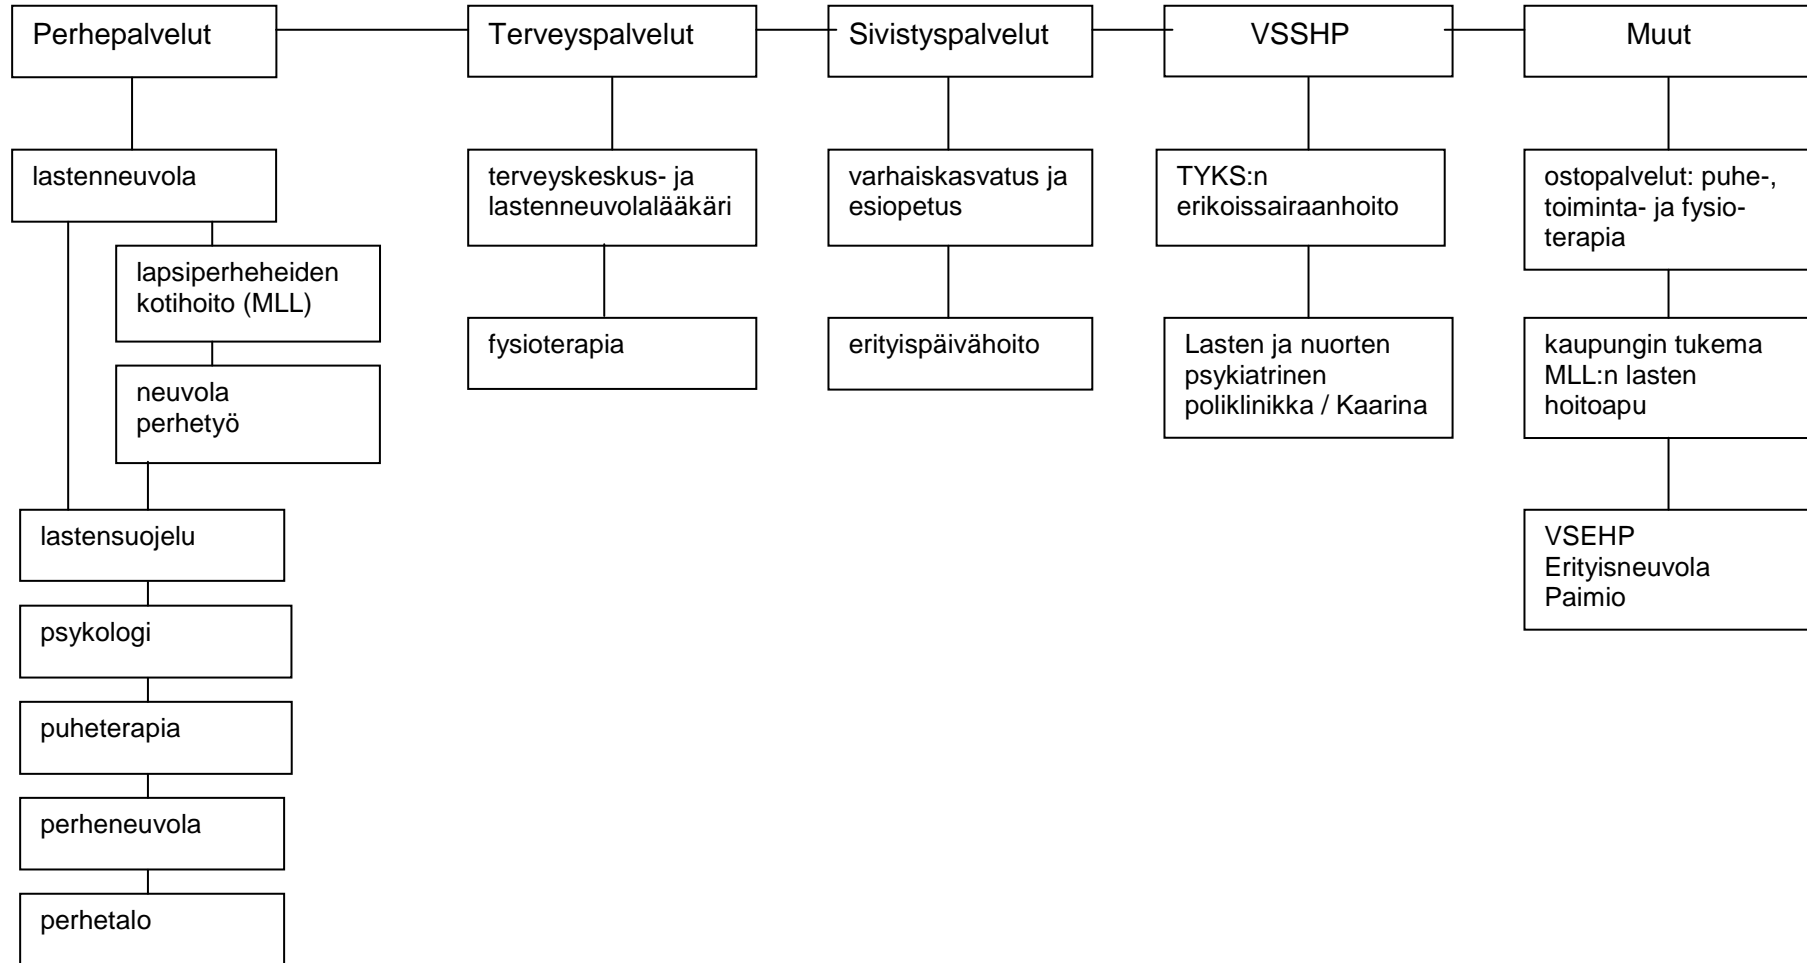 Perhepalvelut
Terveyspalvelut
Sivistyspalvelut
VSSHP
Muut
lastenneuvola
lapsiperheheiden
kotihoito (MLL)
neuvola
perhetyö
lastensuojelu
psykologi
puheterapia
perheneuvola
perhetalo
terveyskeskus- ja
lastenneuvolalääkäri
fysioterapia
varhaiskasvatus ja
esiopetus
erityispäivähoito
TYKS:n
erikoissairaanhoito
Lasten ja nuorten
psykiatrinen
poliklinikka / Kaarina
ostopalvelut: puhe-,
toiminta- ja fysio-
terapia
kaupungin tukema
MLL:n lasten
hoitoapu
VSEHP
Erityisneuvola
Paimio